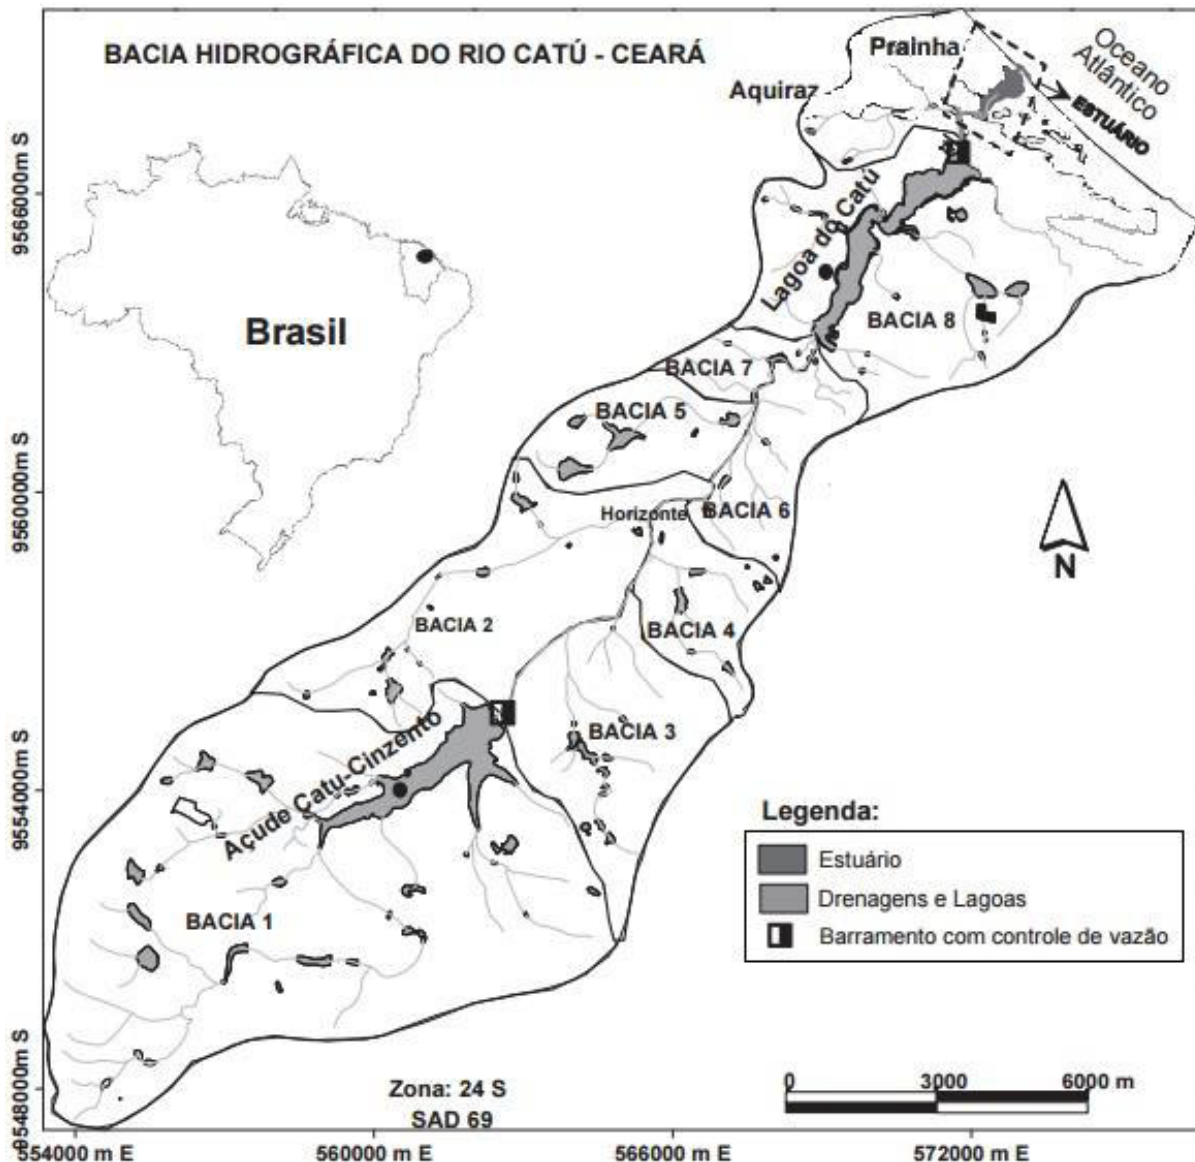 BACIA HIDROGRÁFICA DO RIO CATÚ - CEARÁ
Prainha
Aquiraz
Oceano
Atlântico
ESTUÁRIO
9566000m S
Brasil
Lagoa do Catú
BACIA 8
BACIA 7
BACIA 5
9560000m S
Horizonte
BACIA 6
N
BACIA 2
BACIA 4
BACIA 3
Açude Catu-Cinzento
9554000m S
BACIA 1
Legenda:
Estuário
Drenagens e Lagoas
Barramento com controle de vazão
9548000m S
Zona: 24 S
SAD 69
0 3000 6000 m
554000 m E 560000 m E 566000 m E 572000 m E